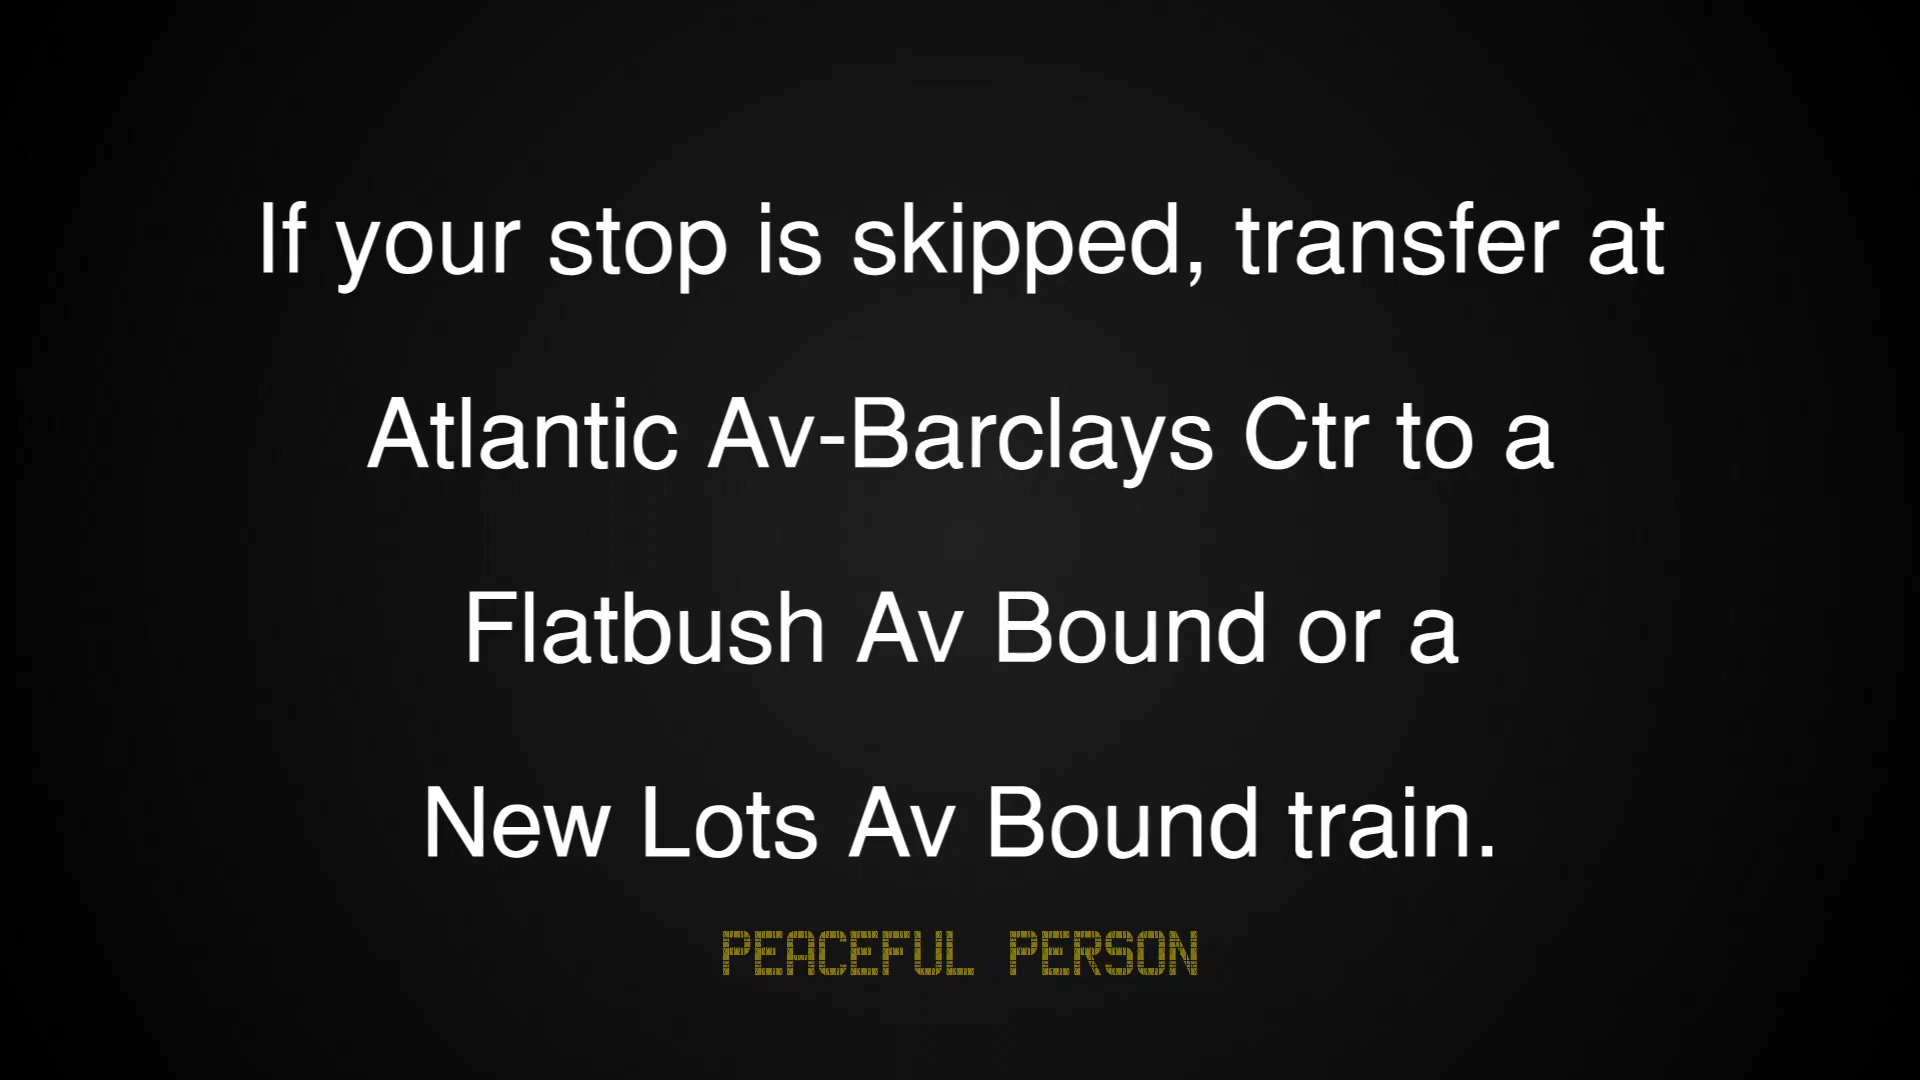 If your stop is skipped, transfer at
Atlantic Av-Barclays Ctr to a
Flatbush Av Bound or a
New Lots Av Bound train.
PEACEFUL PERSON